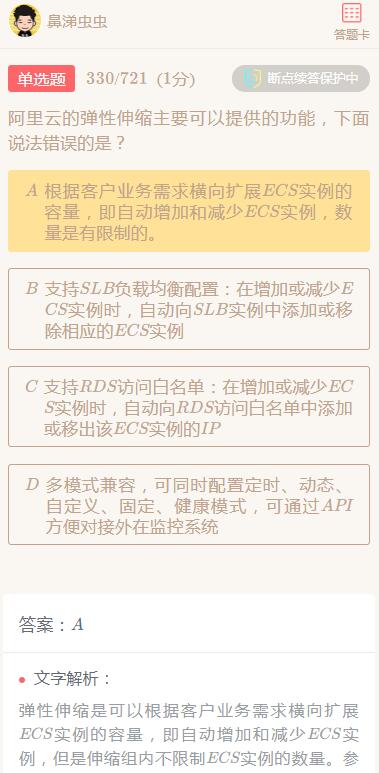 鼻涕虫虫
答题卡
单选题 330/721 (1分) 断点续答保护中
阿里云的弹性伸缩主要可以提供的功能，下面
说法错误的是？
A 根据客户业务需求横向扩展ECS实例的
容量，即自动增加和减少ECS实例，数
量是有限制的。
B 支持SLB负载均衡配置：在增加或减少E
CS实例时，自动向SLB实例中添加或移
除相应的ECS实例
C 支持RDS访问白名单：在增加或减少EC
S实例时，自动向RDS访问白名单中添加
或移出该ECS实例的IP
D 多模式兼容，可同时配置定时、动态、
自定义、固定、健康模式，可通过API
方便对接外在监控系统
答案：A
文字解析：
弹性伸缩是可以根据客户业务需求横向扩展
ECS实例的容量，即自动增加和减少ECS实
例，但是伸缩组内不限制ECS实例的数量。参